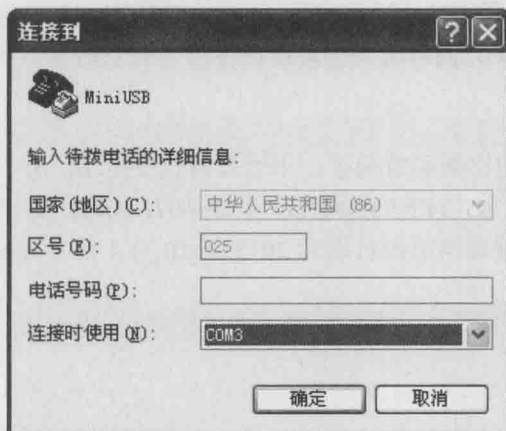 连接到
MiniUSB
输入待拨电话的详细信息:
国家(地区)(C): 中华人民共和国 (86)
区号(E): 025
电话号码(P):
连接时使用(N): COM3
确定 取消